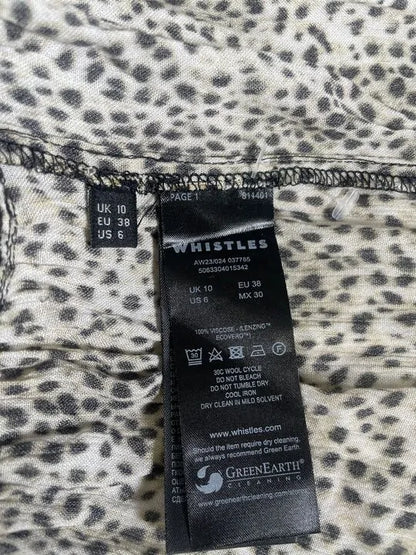 UK 10
EU 38
US 6
PAGE 1
WHISTLES
AW23/024 037765
5063304015342
UK 10 EU 38
US 6 MX 30
100% VISCOSE - (LENZING™
ECOVERO™)
30C WOOL CYCLE
DO NOT BLEACH
DO NOT TUMBLE DRY
COOL IRON
DRY CLEAN IN MILD SOLVENT
www.whistles.com
Should the item require dry cleaning,
we always recommend Green Earth.
GREENEARTH
CLEANING
www.greenearthcleaning.com/